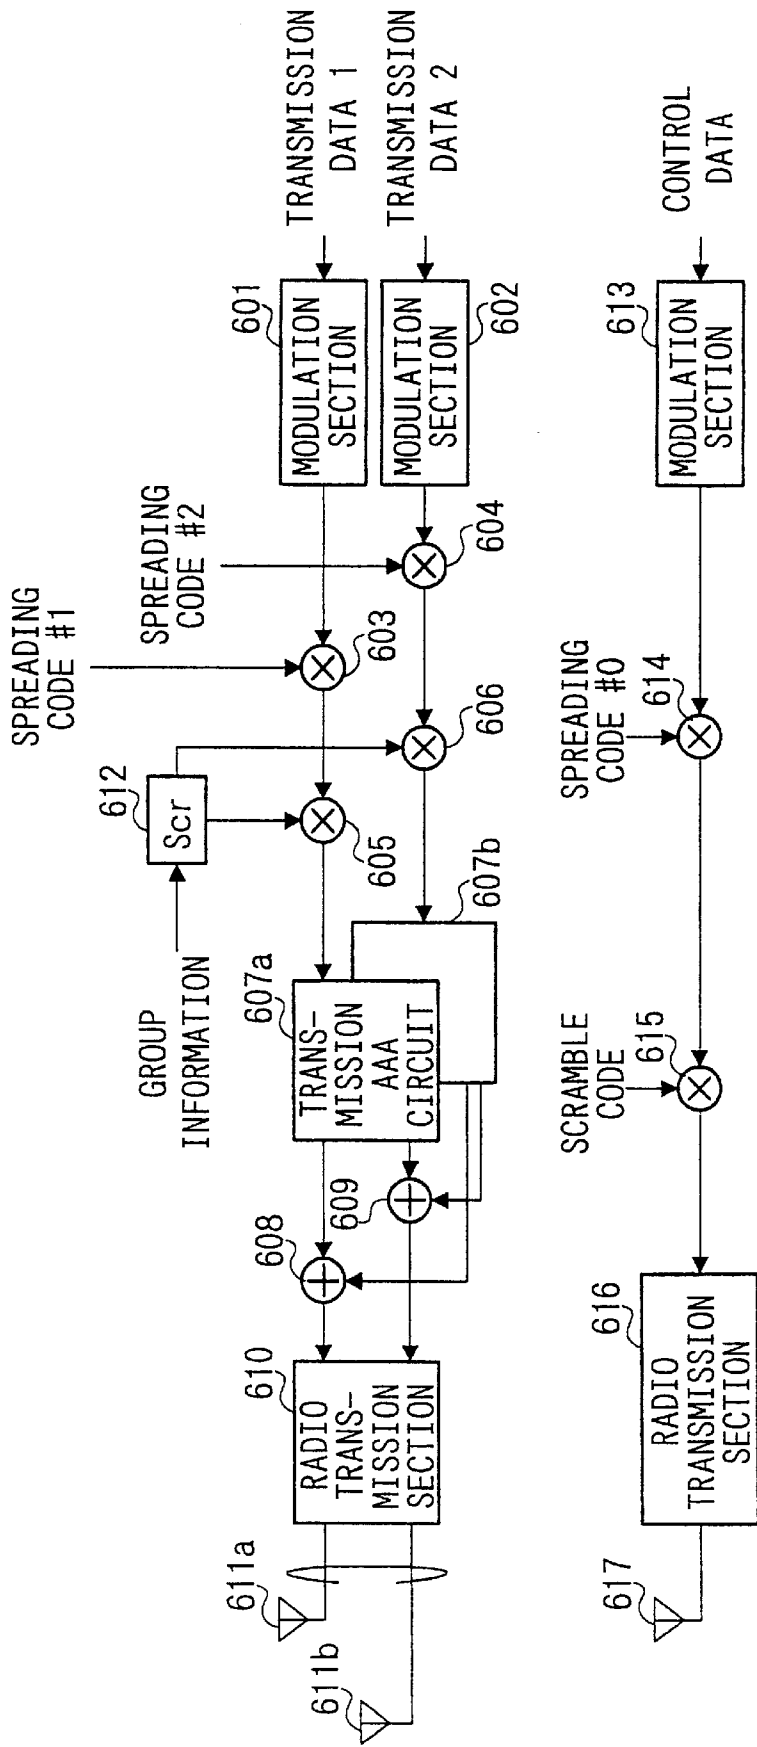 TRANSMISSION
DATA 1
TRANSMISSION
DATA 2
601
MODULATION
SECTION
MODULATION
SECTION
602
SPREADING
CODE #1
SPREADING
CODE #2
603
604
612
Scr
GROUP
INFORMATION
605
606
607a
TRANS-
MISSION
AAA
CIRCUIT
607b
608
609
610
RADIO
TRANS-
MISSION
SECTION
611a
611b
CONTROL
DATA
613
MODULATION
SECTION
SPREADING
CODE #0
614
SCRAMBLE
CODE
615
616
RADIO
TRANSMISSION
SECTION
617